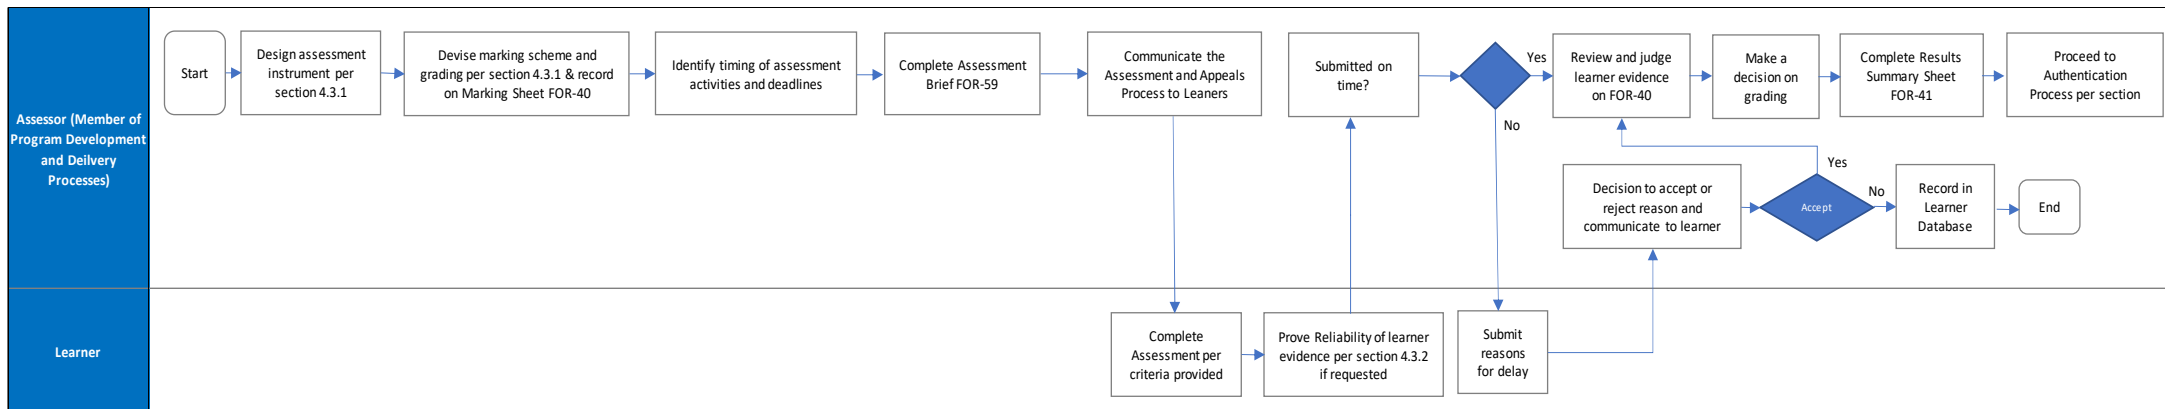 Assessor (Member of
Program Development
and Deilvery
Processes)
Start
Design assessment
instrument per
section 4.3.1
Devise marking scheme and
grading per section 4.3.1 & record
on Marking Sheet FOR-40
Identify timing of assessment
activities and deadlines
Complete Assessment
Brief FOR-59
Communicate the
Assessment and Appeals
Process to Leaners
Submitted on
time?
Yes
No
Review and judge
learner evidence
on FOR-40
Make a
decision on
grading
Complete Results
Summary Sheet
FOR-41
Proceed to
Authentication
Process per section
Decision to accept or
reject reason and
communicate to learner
Accept
Yes
No
Record in
Learner
Database
End
Learner
Complete
Assessment per
criteria provided
Prove Reliability of learner
evidence per section 4.3.2
if requested
Submit
reasons
for delay